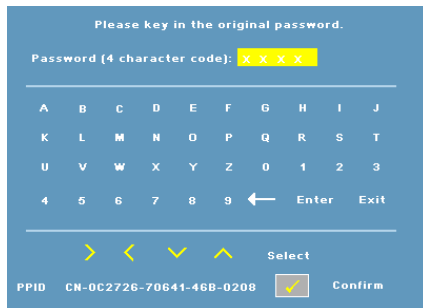 Please key in the original password.
Password (4 character code): X X X X
A B C D E F G H I J
K L M N O P Q R S T
U V W X Y Z 0 1 2 3
4 5 6 7 8 9 ← Enter Exit
Select
PPID CN-0C2726-70641-46B-0208 ✓ Confirm